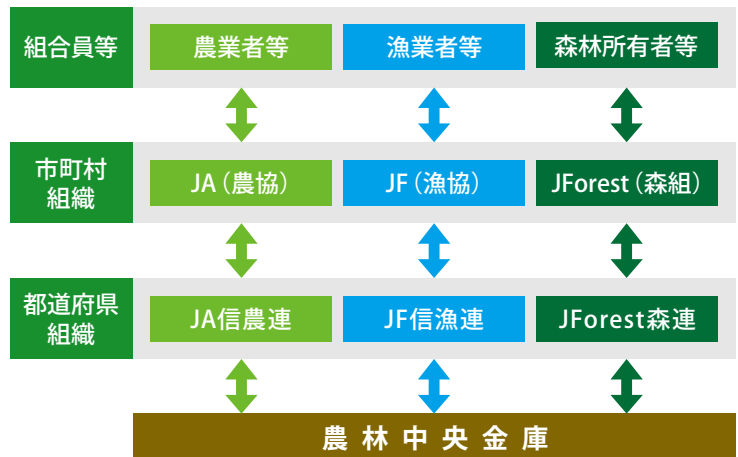 組合員等
農業者等
漁業者等
森林所有者等
市町村
組織
JA（農協）
JF（漁協）
JForest（森組）
都道府県
組織
JA信農連
JF信漁連
JForest森連
農林中央金庫